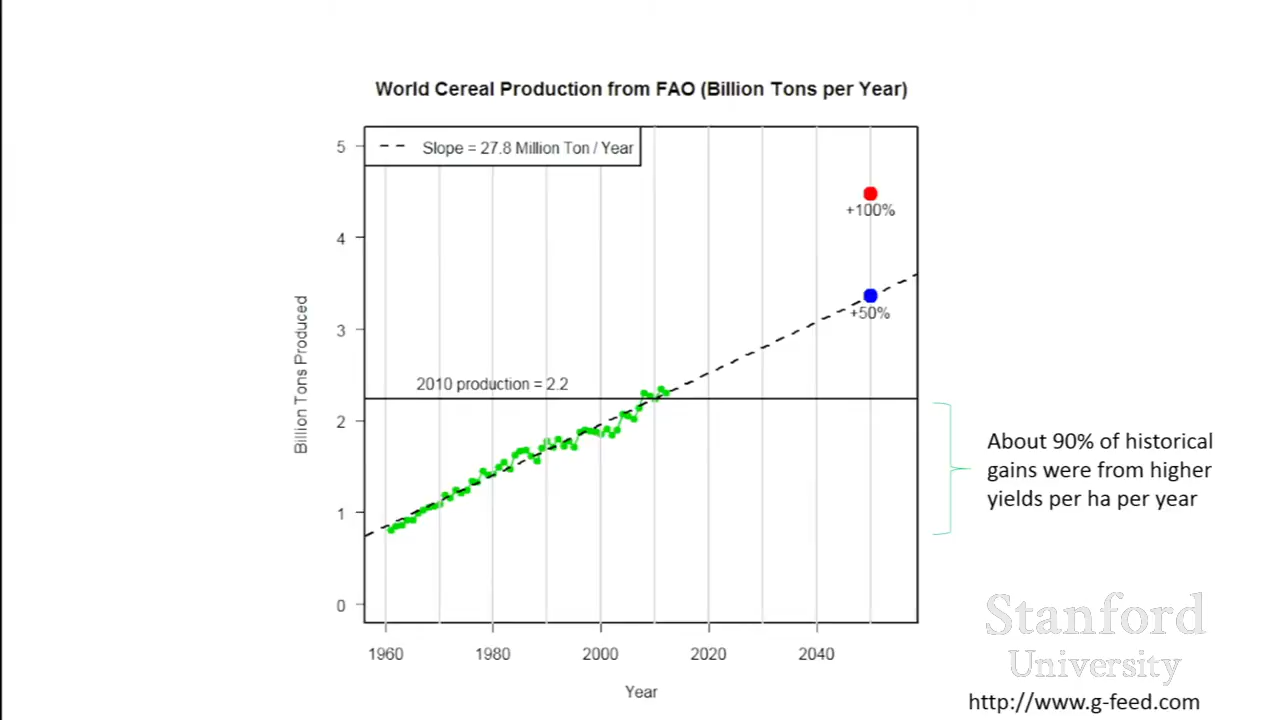 World Cereal Production from FAO (Billion Tons per Year)
Slope = 27.8 Million Ton / Year
5
4
3
2
1
0
Billion Tons Produced
+100%
+50%
2010 production = 2.2
1960
1980
2000
2020
2040
Year
About 90% of historical
gains were from higher
yields per ha per year
Stanford
University
http://www.g-feed.com